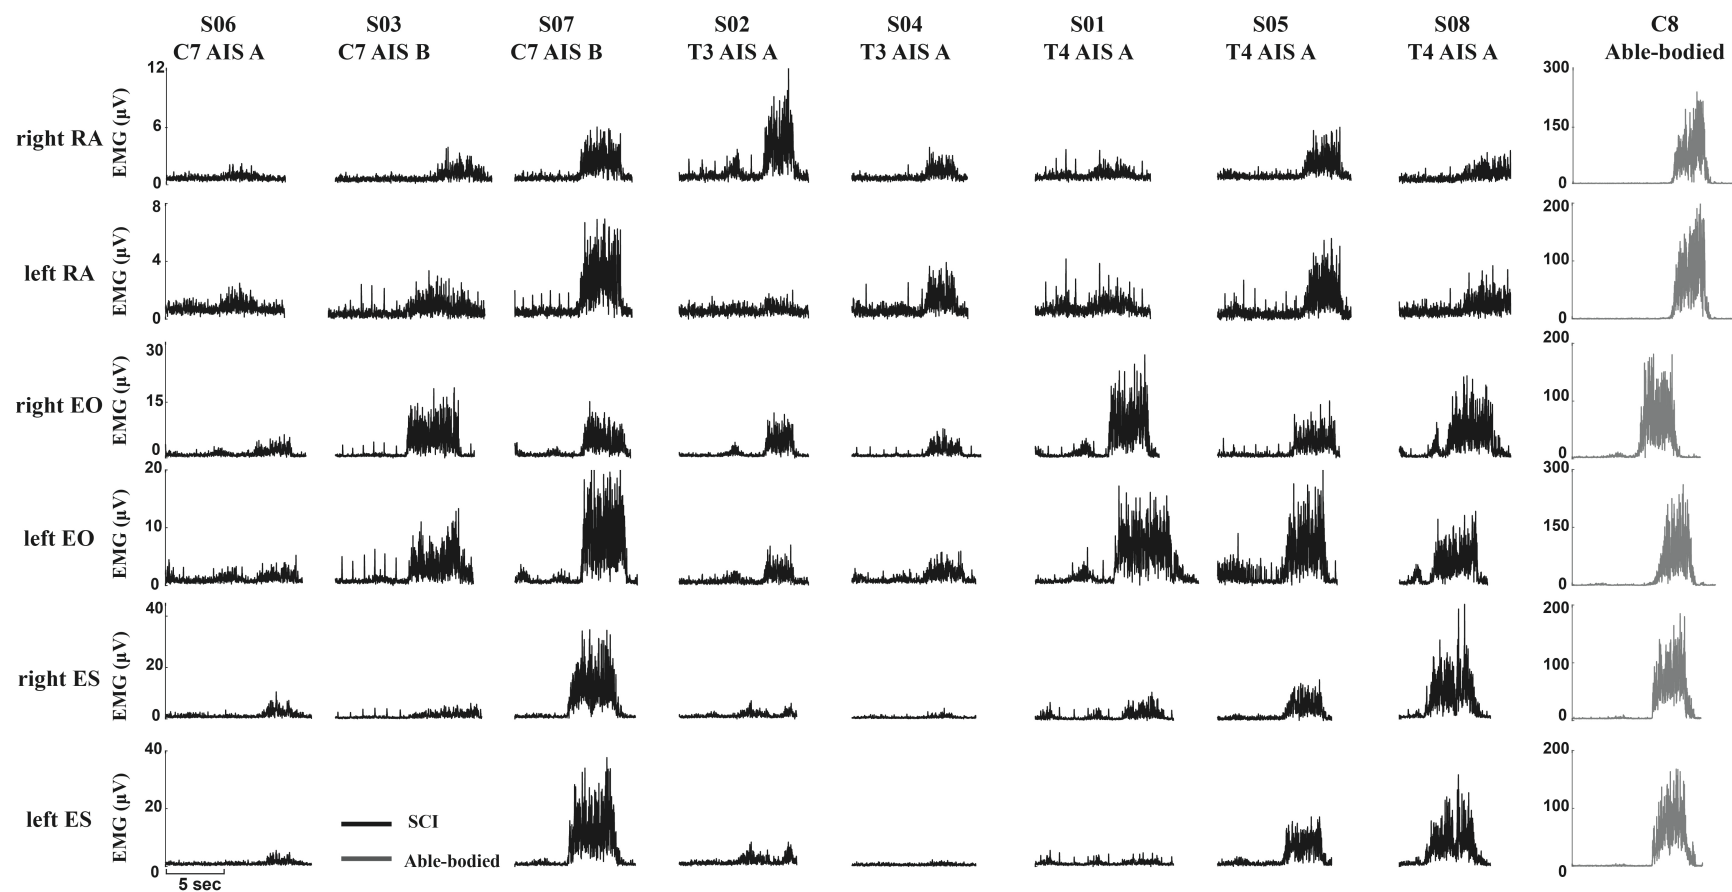 S06 S03 S07 S02 S04 S01 S05 S08 C8
C7 AIS A C7 AIS B C7 AIS B T3 AIS A T3 AIS A T4 AIS A T4 AIS A T4 AIS A Able-bodied
right RA EMG (µV) 12 6 0 300 150 0
left RA EMG (µV) 8 4 0 200 100 0
right EO EMG (µV) 30 15 0 200 100 0
left EO EMG (µV) 20 10 0 300 150 0
right ES EMG (µV) 40 20 0 200 100 0
left ES EMG (µV) 40 20 0 200 100 0
SCI
Able-bodied
5 sec